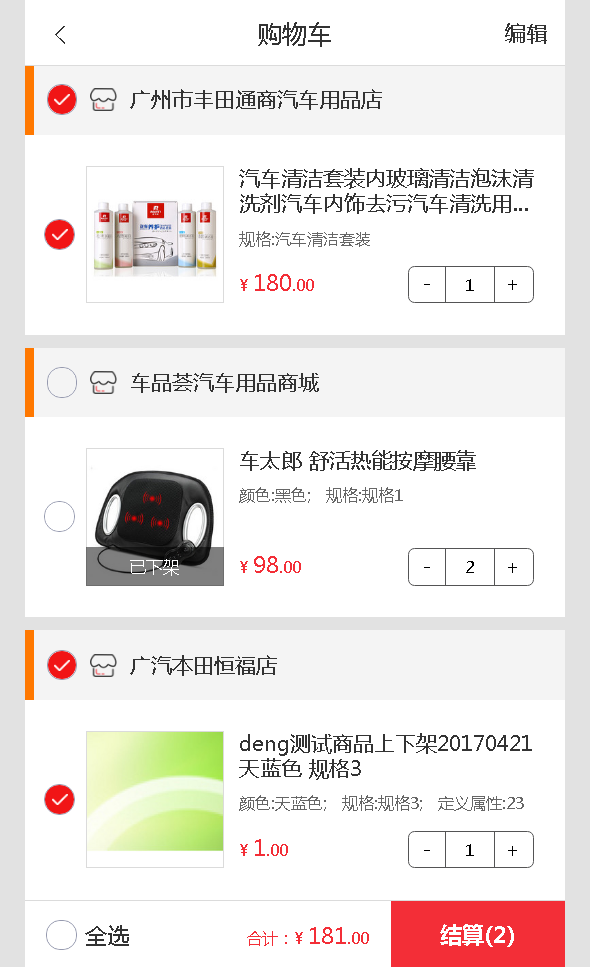 购物车 编辑
广州市丰田通商汽车用品店
汽车清洁套装内玻璃清洁泡沫清
洗剂汽车内饰去污汽车清洗用...
规格:汽车清洁套装
¥ 180.00 - 1 +
车品荟汽车用品商城
车太郎 舒活热能按摩腰靠
颜色:黑色; 规格:规格1
已下架
¥ 98.00 - 2 +
广汽本田恒福店
deng测试商品上下架20170421
天蓝色 规格3
颜色:天蓝色; 规格:规格3; 定义属性:23
¥ 1.00 - 1 +
全选 合计：¥ 181.00 结算(2)